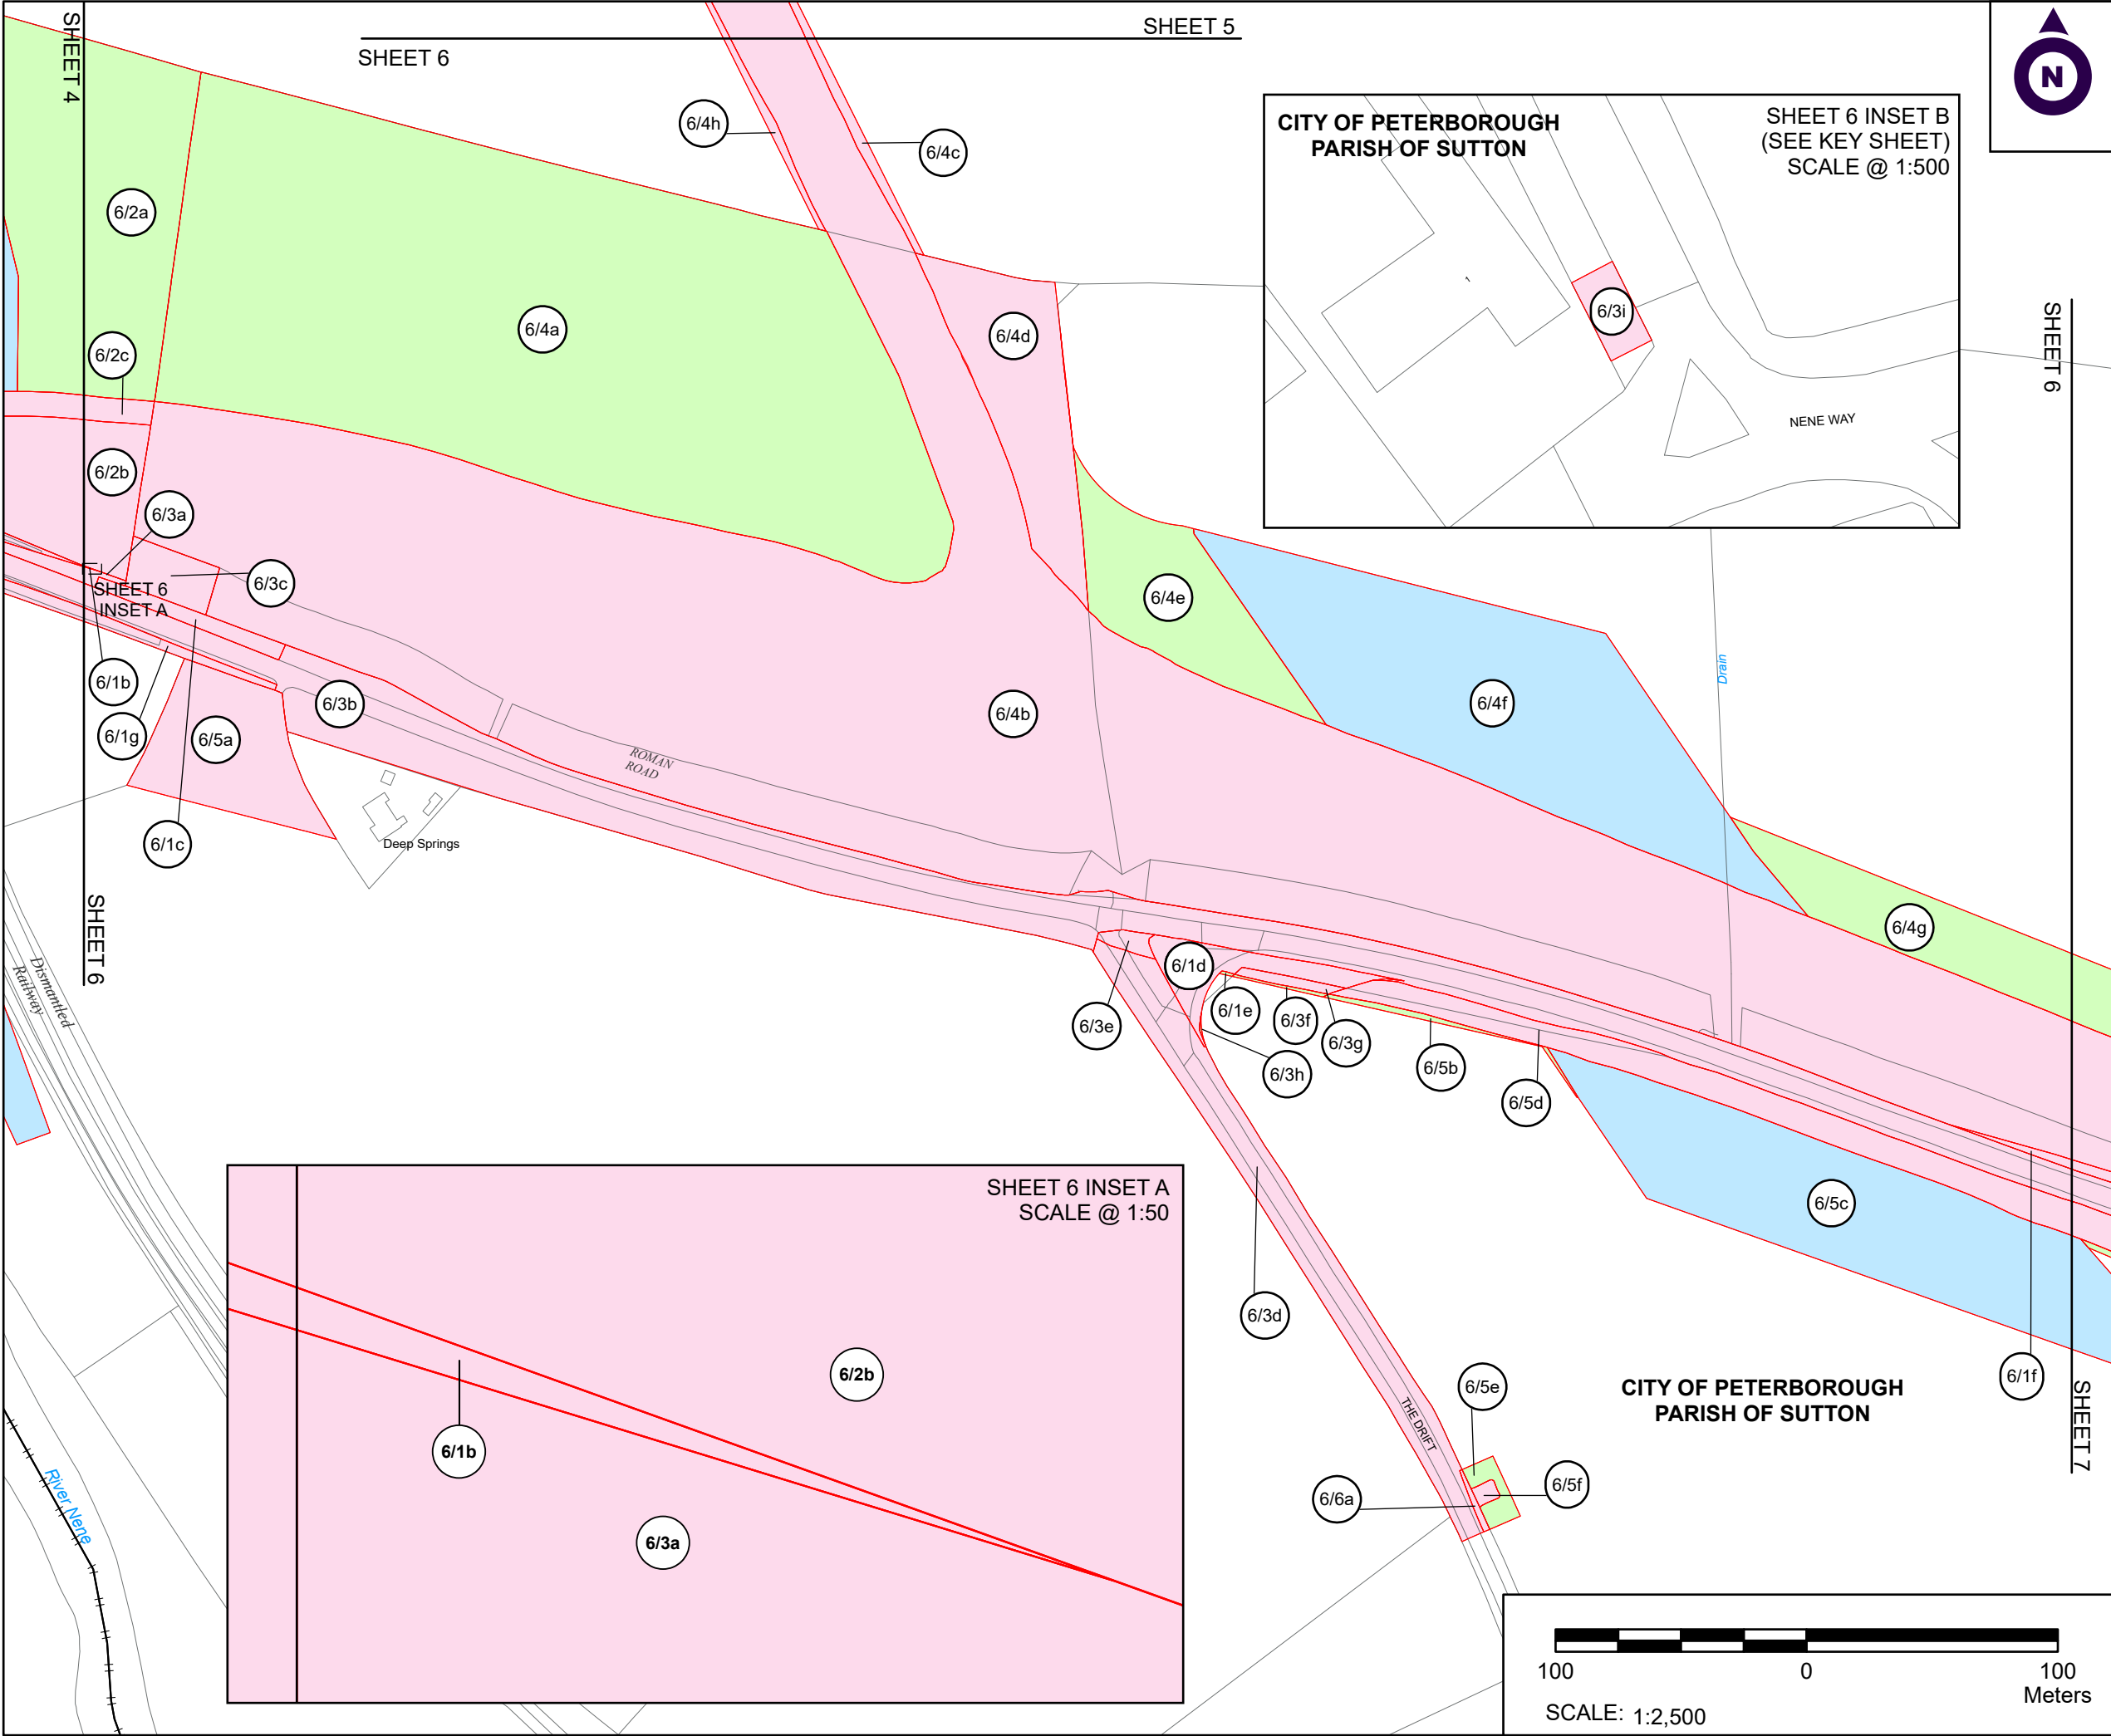 SHEET 4
SHEET 5
SHEET 6
N
6/4h
6/4c
CITY OF PETERBOROUGH
PARISH OF SUTTON
SHEET 6 INSET B
(SEE KEY SHEET)
SCALE @ 1:500
1
6/3i
NENE WAY
SHEET 6
6/2a
6/4a
6/4d
6/2c
6/2b
6/3a
6/3c
SHEET 6
INSET A
6/4e
6/1b
6/3b
6/4b
6/4f
Drain
6/1g
6/5a
ROMAN
ROAD
6/1c
Deep Springs
SHEET 6
6/4g
Dismantled
Railway
6/1d
6/3e
6/1e
6/3f
6/3g
6/3h
6/5b
6/5d
6/5c
SHEET 6 INSET A
SCALE @ 1:50
6/2b
6/1b
6/3a
6/3d
6/1f
SHEET 7
CITY OF PETERBOROUGH
PARISH OF SUTTON
THE DRIFT
6/5e
6/5f
6/6a
River Nene
100 0 100
Meters
SCALE: 1:2,500